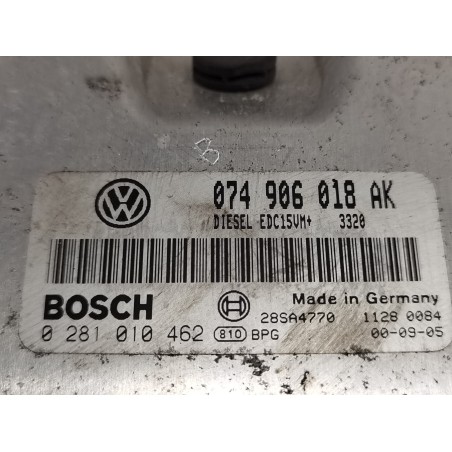 B
074 906 018 AK
DIESEL EDC15VM+ 3320
BOSCH
Made in Germany
28SA4770 1128 0084
0 281 010 462 810 BPG 00-09-05